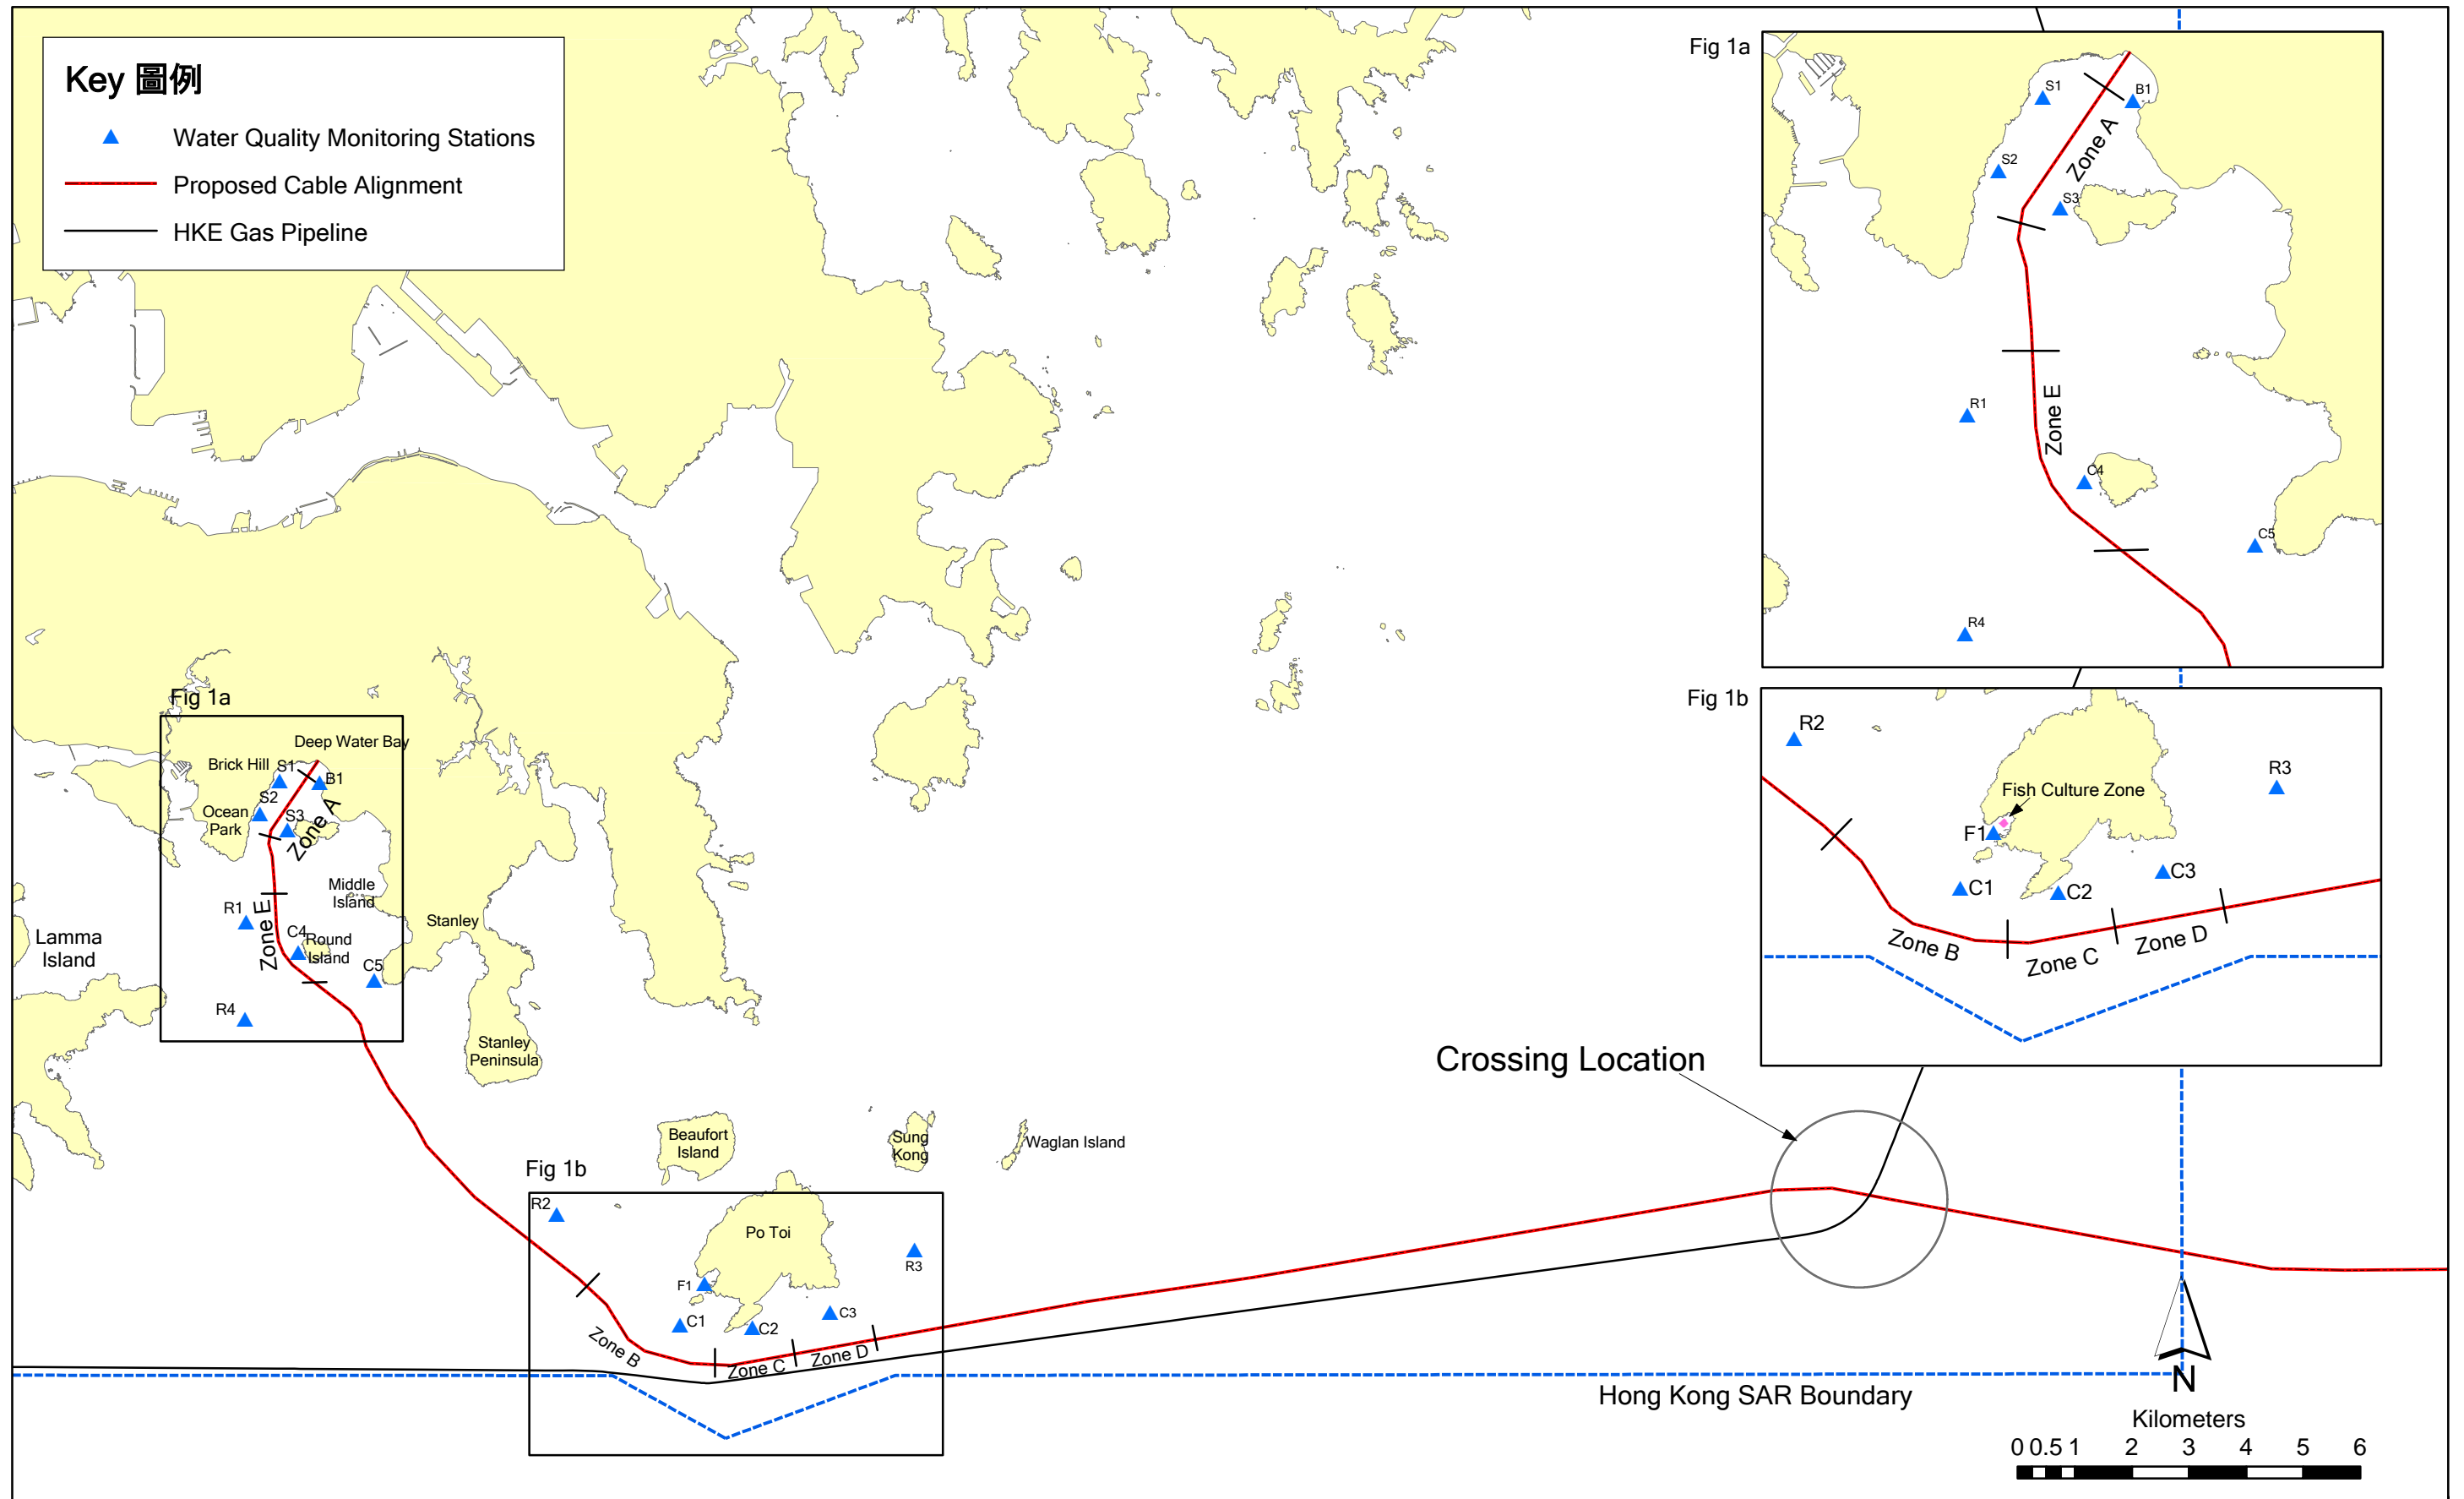 Key 圖例
Water Quality Monitoring Stations
Proposed Cable Alignment
HKE Gas Pipeline
Fig 1a
S1
B1
Zone A
S2
S3
R1
Zone E
C4
C5
R4
Fig 1b
R2
R3
Fish Culture Zone
F1
C1
C2
C3
Zone B
Zone C
Zone D
Fig 1a
Deep Water Bay
Brick Hill
S1
B1
S2
Ocean
Park
S3
Zone A
Middle
Island
R1
Zone E
C4
Round
Island
C5
R4
Stanley
Lamma
Island
Stanley
Peninsula
Crossing Location
Beaufort
Island
Sung
Kong
Waglan Island
Fig 1b
R2
Po Toi
R3
F1
C1
C2
C3
Zone B
Zone C
Zone D
Hong Kong SAR Boundary
N
Kilometers
0 0.5 1 2 3 4 5 6